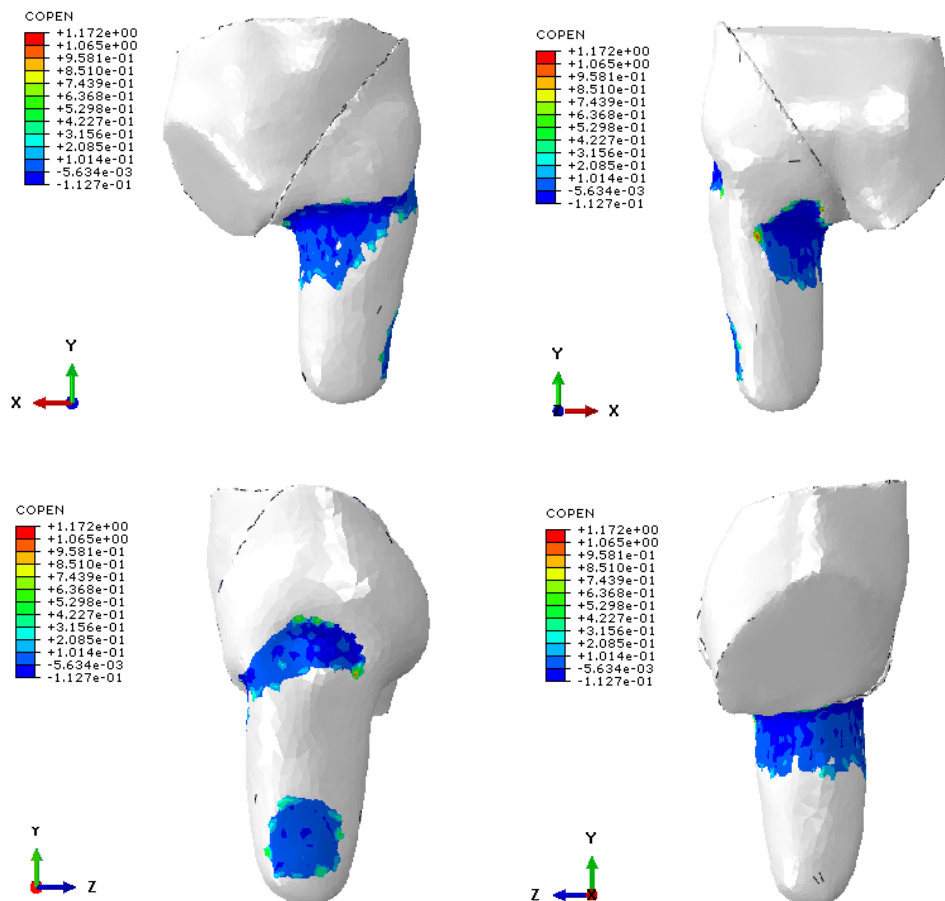 COPEN
+1.172e+00
+1.065e+00
+9.581e-01
+8.510e-01
+7.439e-01
+6.368e-01
+5.298e-01
+4.227e-01
+3.156e-01
+2.085e-01
+1.014e-01
-5.634e-03
-1.127e-01
Y
X
COPEN
+1.172e+00
+1.065e+00
+9.581e-01
+8.510e-01
+7.439e-01
+6.368e-01
+5.298e-01
+4.227e-01
+3.156e-01
+2.085e-01
+1.014e-01
-5.634e-03
-1.127e-01
Y
Z
X
COPEN
+1.172e+00
+1.065e+00
+9.581e-01
+8.510e-01
+7.439e-01
+6.368e-01
+5.298e-01
+4.227e-01
+3.156e-01
+2.085e-01
+1.014e-01
-5.634e-03
-1.127e-01
Y
Z
COPEN
+1.172e+00
+1.065e+00
+9.581e-01
+8.510e-01
+7.439e-01
+6.368e-01
+5.298e-01
+4.227e-01
+3.156e-01
+2.085e-01
+1.014e-01
-5.634e-03
-1.127e-01
Y
Z
X